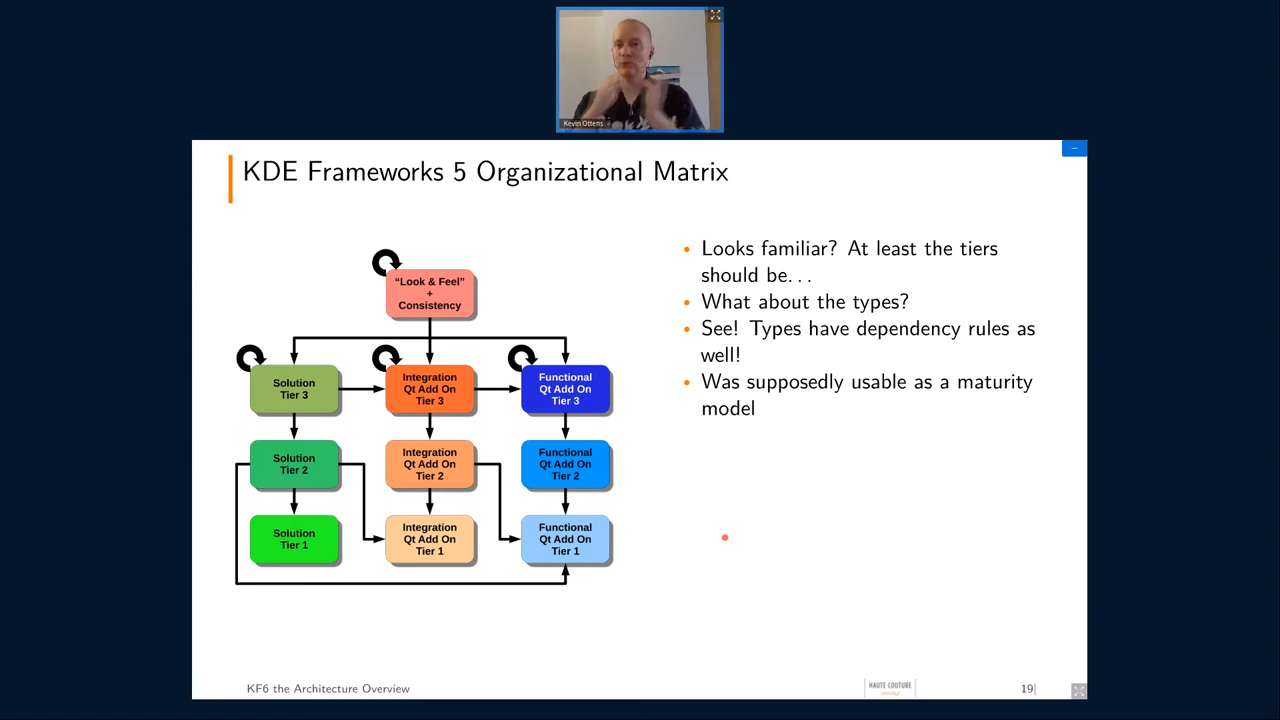 Kevin Ottens
KDE Frameworks 5 Organizational Matrix
"Look & Feel"
+
Consistency
Solution
Tier 3
Integration
Qt Add On
Tier 3
Functional
Qt Add On
Tier 3
Solution
Tier 2
Integration
Qt Add On
Tier 2
Functional
Qt Add On
Tier 2
Solution
Tier 1
Integration
Qt Add On
Tier 1
Functional
Qt Add On
Tier 1
• Looks familiar? At least the tiers
should be...
• What about the types?
• See! Types have dependency rules as
well!
• Was supposedly usable as a maturity
model
KF6 the Architecture Overview
HAUTE COUTURE
19